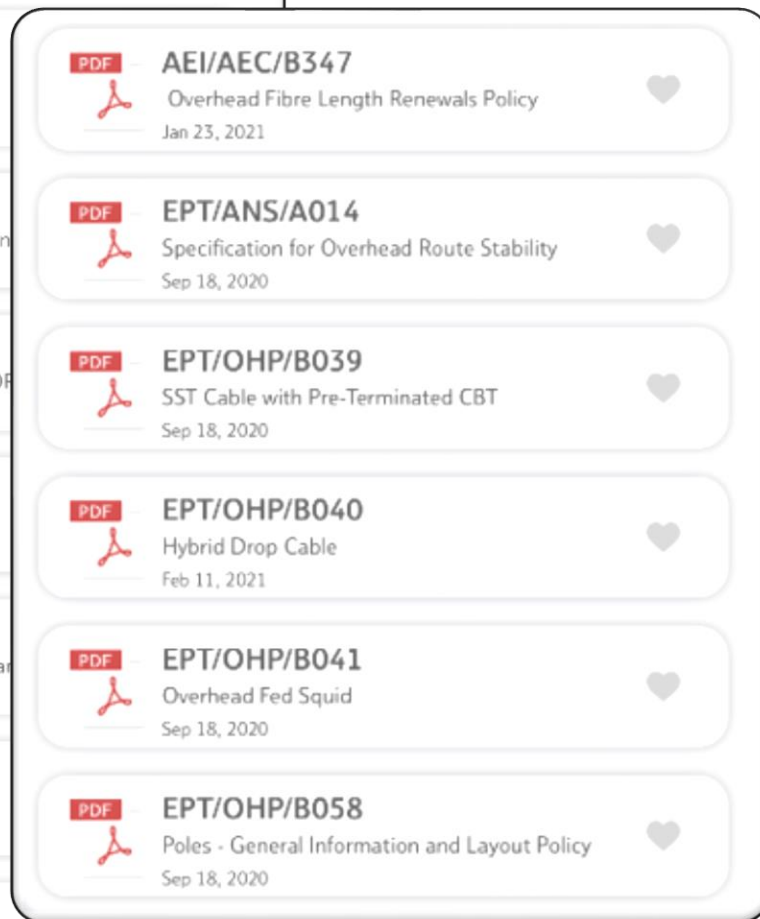 PDF
AEI/AEC/B347
Overhead Fibre Length Renewals Policy
Jan 23, 2021
PDF
EPT/ANS/A014
Specification for Overhead Route Stability
Sep 18, 2020
PDF
EPT/OHP/B039
SST Cable with Pre-Terminated CBT
Sep 18, 2020
PDF
EPT/OHP/B040
Hybrid Drop Cable
Feb 11, 2021
PDF
EPT/OHP/B041
Overhead Fed Squid
Sep 18, 2020
PDF
EPT/OHP/B058
Poles - General Information and Layout Policy
Sep 18, 2020